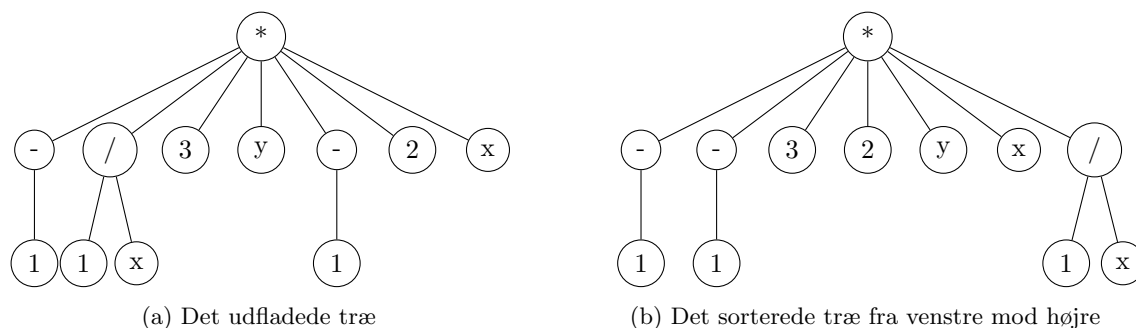 * *
- / 3 y - 2 x - - 3 2 y x /
1 1 x 1 1 1 1 x
(a) Det udfladede træ (b) Det sorterede træ fra venstre mod højre